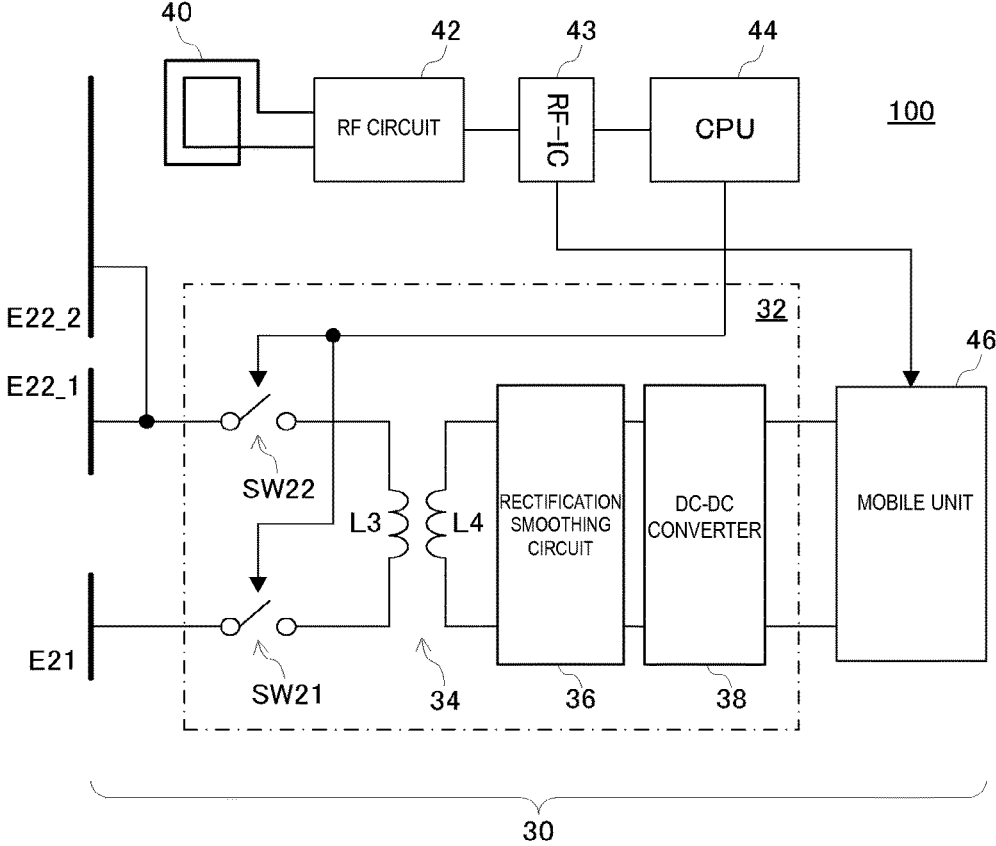 40
42
43
44
RF CIRCUIT
RF-IC
CPU
100
E22_2
32
E22_1
46
SW22
L3
L4
RECTIFICATION
SMOOTHING
CIRCUIT
DC-DC
CONVERTER
MOBILE UNIT
E21
SW21
34
36
38
30